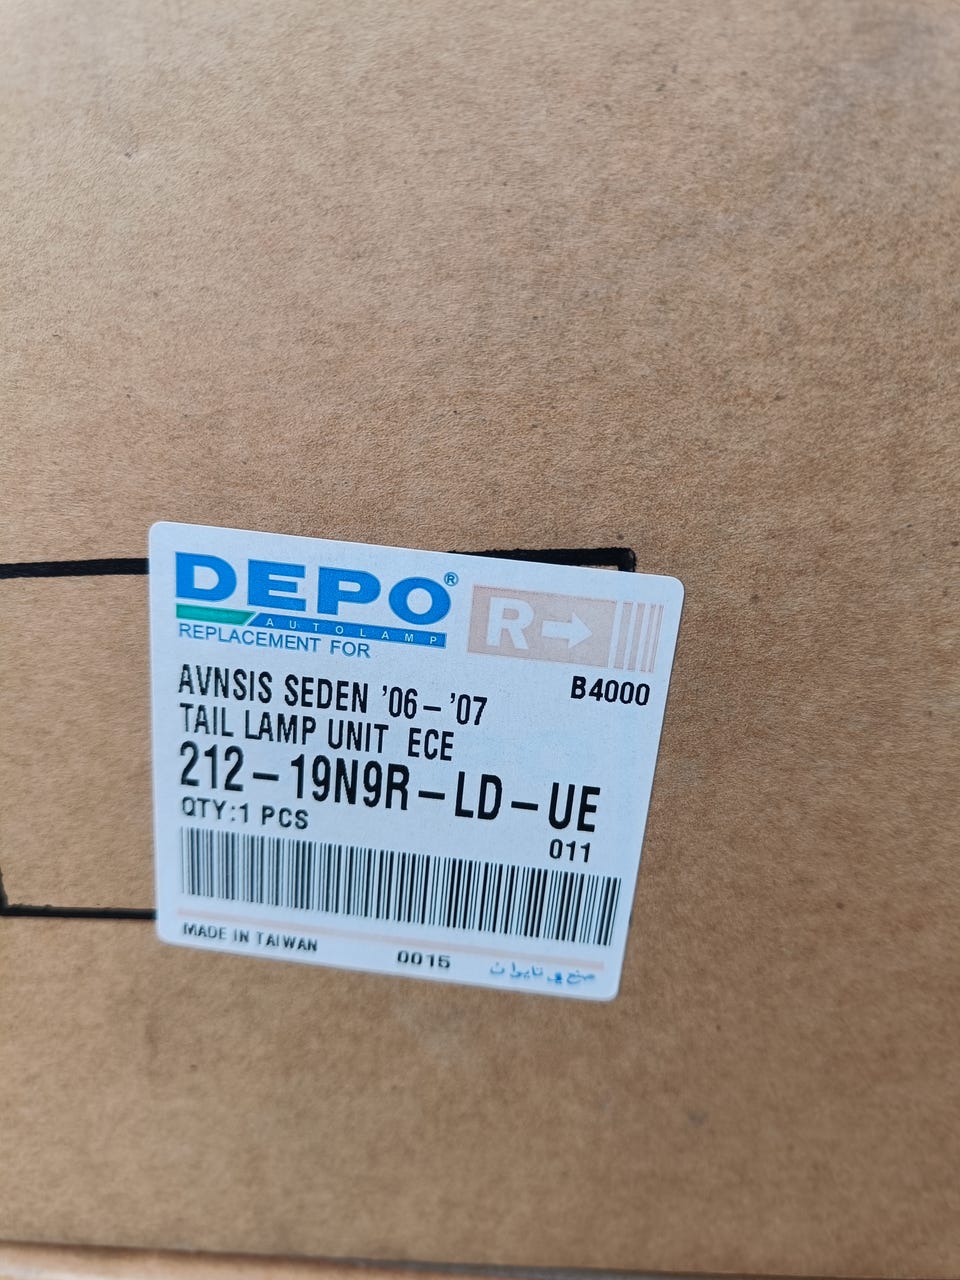 DEPO®
AUTOLAMP
REPLACEMENT FOR
R
B4000
AVNSIS SEDEN '06-'07
TAIL LAMP UNIT ECE
212-19N9R-LD-UE
QTY:1 PCS
011
MADE IN TAIWAN
0015
صنع في تايوان